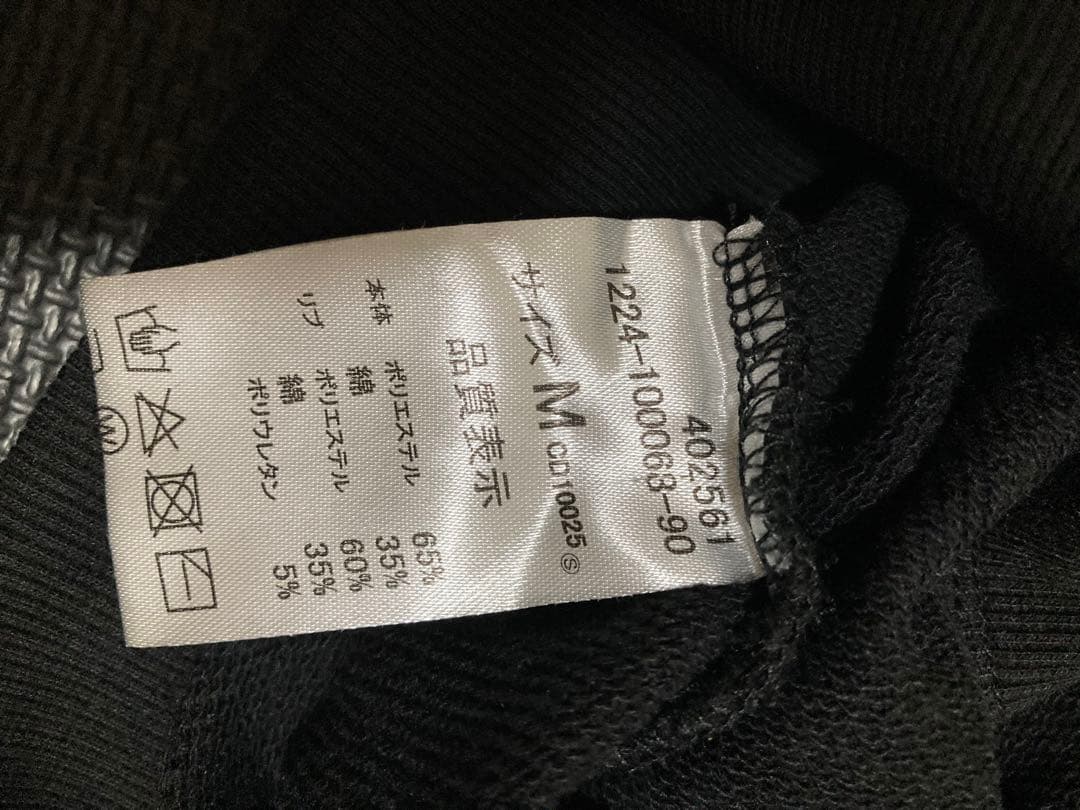 402561
1224-100063-90
サイズ M CD10025 Ⓢ
品質表示
本体 ポリエステル 65%
綿 35%
リブ ポリエステル 60%
綿 35%
ポリウレタン 5%
W